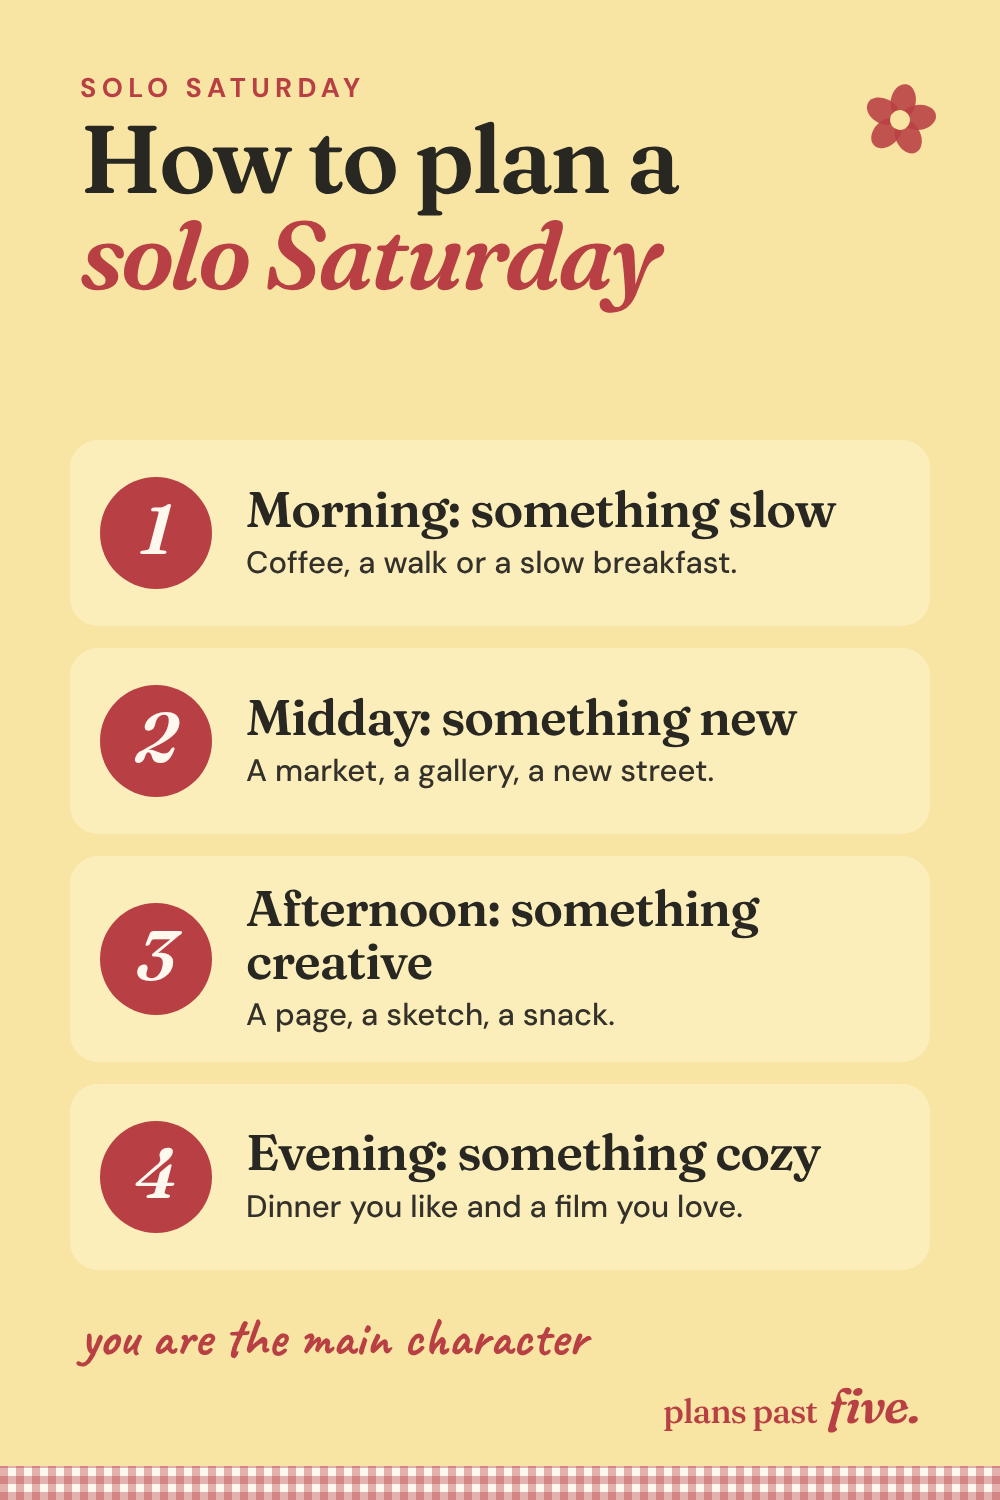 SOLO SATURDAY
How to plan a
solo Saturday
1
Morning: something slow
Coffee, a walk or a slow breakfast.
2
Midday: something new
A market, a gallery, a new street.
3
Afternoon: something
creative
A page, a sketch, a snack.
4
Evening: something cozy
Dinner you like and a film you love.
you are the main character
plans past five.